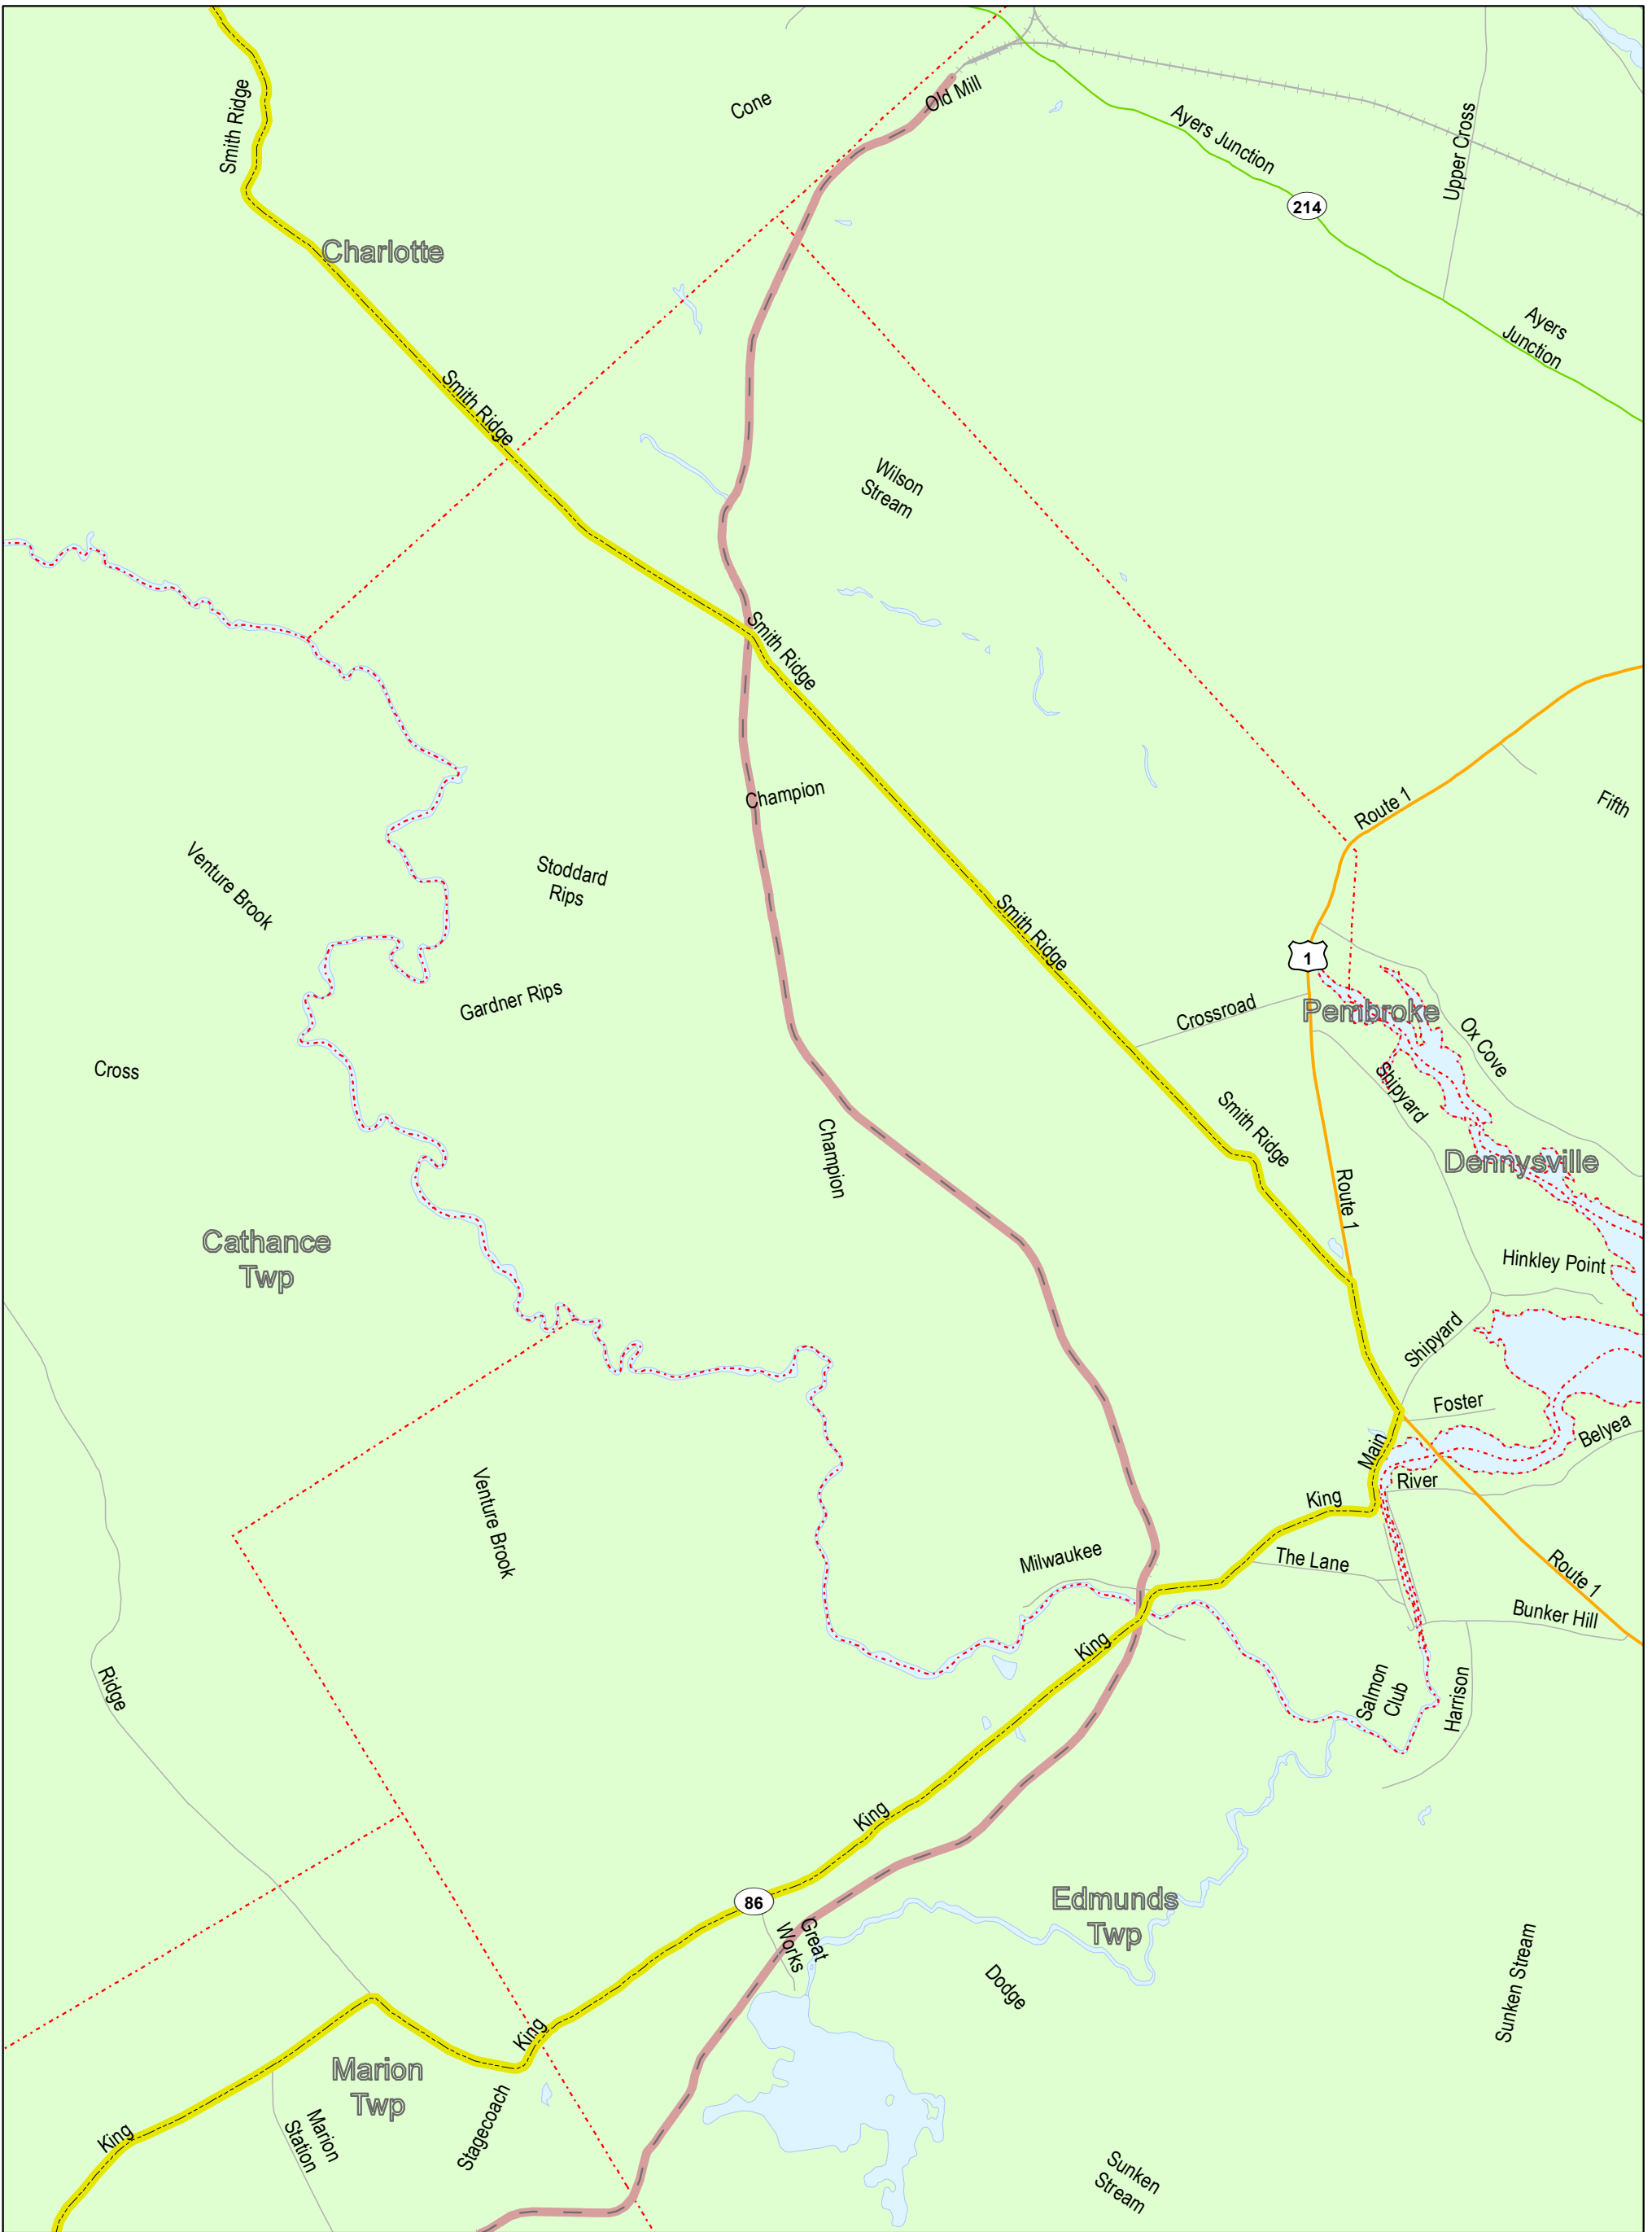 Cone
Old Mill
Smith Ridge
Ayers Junction
Upper Cross
214
Charlotte
Ayers
Junction
Smith Ridge
Wilson
Stream
Smith Ridge
Champion
Route 1
Fifth
Venture Brook
Stoddard
Rips
Smith Ridge
1
Gardner Rips
Crossroad
Pembroke
Ox Cove
Cross
Shipyard
Smith Ridge
Champion
Dennysville
Route 1
Cathance
Twp
Hinkley Point
Shipyard
Foster
Belyea
Main
River
Venture Brook
King
Milwaukee
The Lane
Route 1
Bunker Hill
King
Ridge
Salmon
Club
Harrison
King
86
Edmunds
Twp
Great
Works
Dodge
Sunken Stream
King
Marion
Twp
Stagecoach
King
Marion
Station
Sunken
Stream